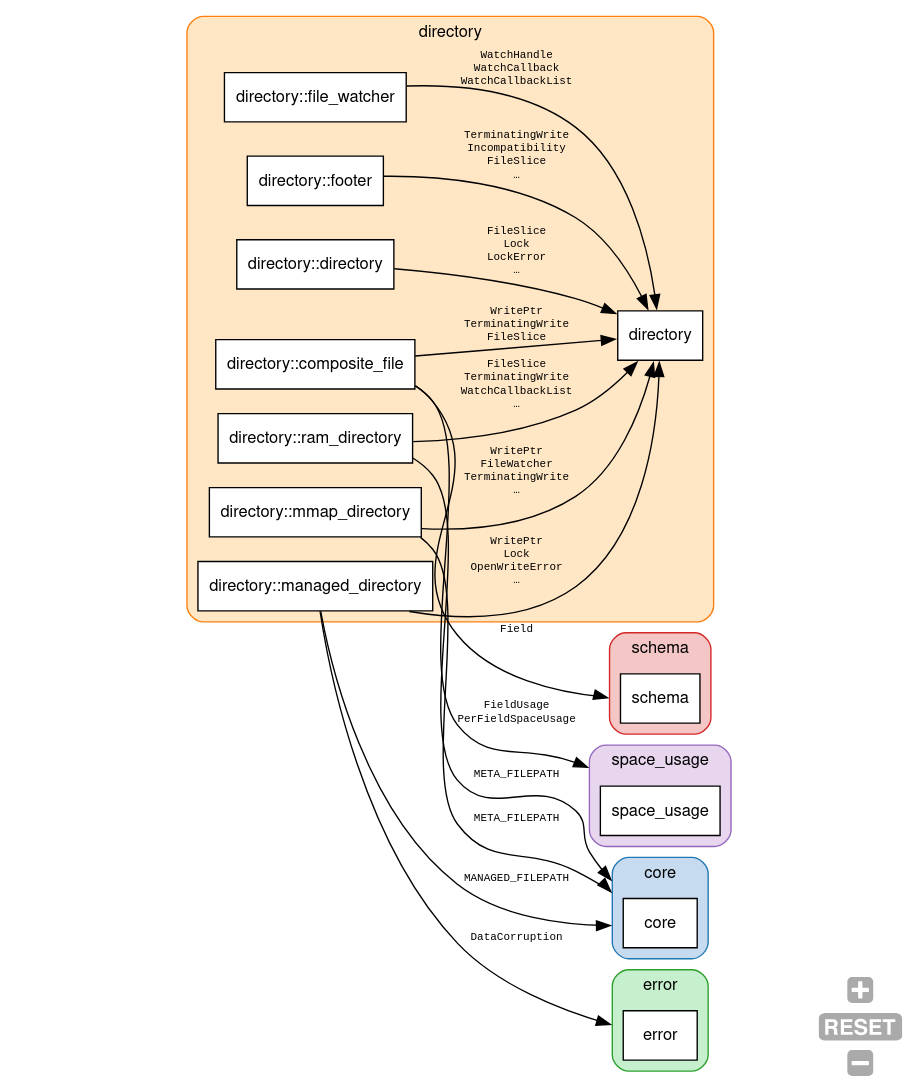 directory
WatchHandle
WatchCallback
WatchCallbackList
directory::file_watcher
TerminatingWrite
Incompatibility
FileSlice
…
directory::footer
FileSlice
Lock
LockError
…
directory::directory
WritePtr
TerminatingWrite
FileSlice
directory
directory::composite_file
FileSlice
TerminatingWrite
WatchCallbackList
…
directory::ram_directory
WritePtr
FileWatcher
TerminatingWrite
…
directory::mmap_directory
WritePtr
Lock
OpenWriteError
…
directory::managed_directory
Field
schema
schema
FieldUsage
PerFieldSpaceUsage
space_usage
META_FILEPATH
space_usage
META_FILEPATH
core
MANAGED_FILEPATH
core
DataCorruption
error
error
+
RESET
−